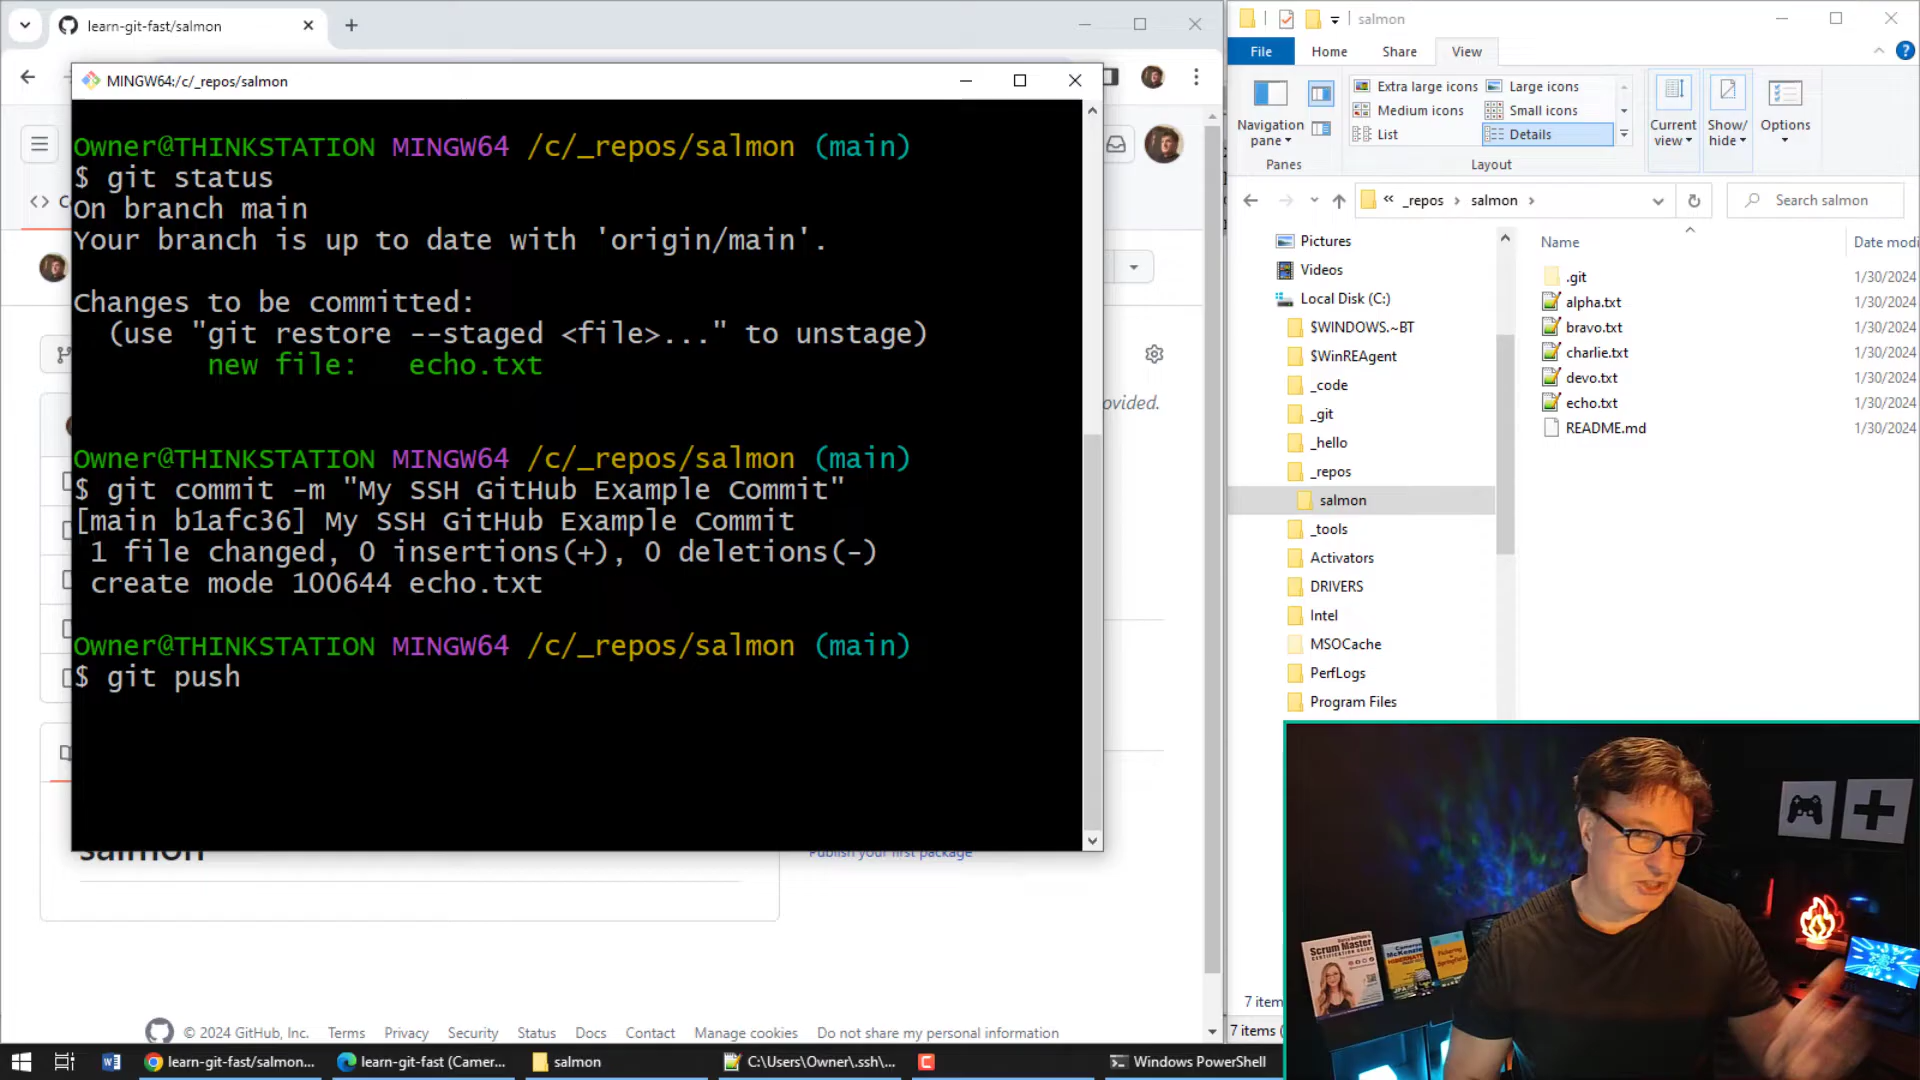 learn-git-fast/salmon
MINGW64:/c/_repos/salmon
Owner@THINKSTATION MINGW64 /c/_repos/salmon (main)
$ git status
On branch main
Your branch is up to date with 'origin/main'.
Changes to be committed:
(use "git restore --staged <file>..." to unstage)
new file: echo.txt
Owner@THINKSTATION MINGW64 /c/_repos/salmon (main)
$ git commit -m "My SSH GitHub Example Commit"
[main b1afc36] My SSH GitHub Example Commit
1 file changed, 0 insertions(+), 0 deletions(-)
create mode 100644 echo.txt
Owner@THINKSTATION MINGW64 /c/_repos/salmon (main)
$ git push
ovided.
salmon
Publish your first package
© 2024 GitHub, Inc. Terms Privacy Security Status Docs Contact Manage cookies Do not share my personal information
salmon
File Home Share View
Navigation pane
Extra large icons Large icons
Medium icons Small icons
List Details
Current view
Show/ hide
Options
Panes Layout
« _repos › salmon ›
Search salmon
Pictures
Videos
Local Disk (C:)
$WINDOWS.~BT
$WinREAgent
_code
_git
_hello
_repos
salmon
_tools
Activators
DRIVERS
Intel
MSOCache
PerfLogs
Program Files
Name Date modi
.git 1/30/2024
alpha.txt 1/30/2024
bravo.txt 1/30/2024
charlie.txt 1/30/2024
devo.txt 1/30/2024
echo.txt 1/30/2024
README.md 1/30/2024
7 item
7 items (
Scrum Master
learn-git-fast/salmon... learn-git-fast (Camer... salmon C:\Users\Owner\.ssh\... Windows PowerShell